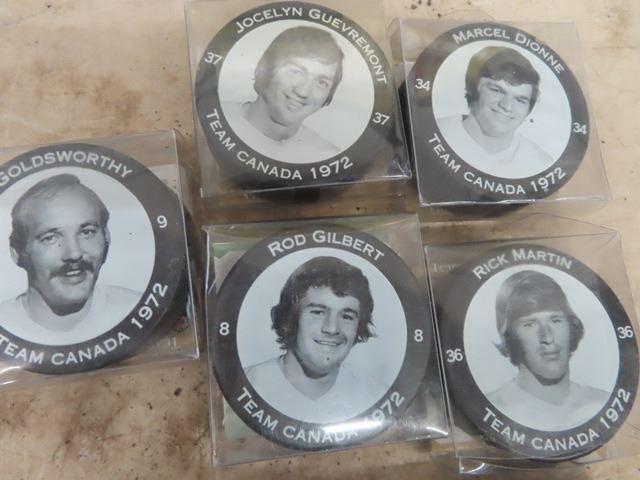 JOCELYN GUEVREMONT
37 37
TEAM CANADA 1972
MARCEL DIONNE
34 34
TEAM CANADA 1972
GOLDSWORTHY
9
TEAM CANADA 1972
ROD GILBERT
8 8
TEAM CANADA 1972
RICK MARTIN
36 36
TEAM CANADA 1972